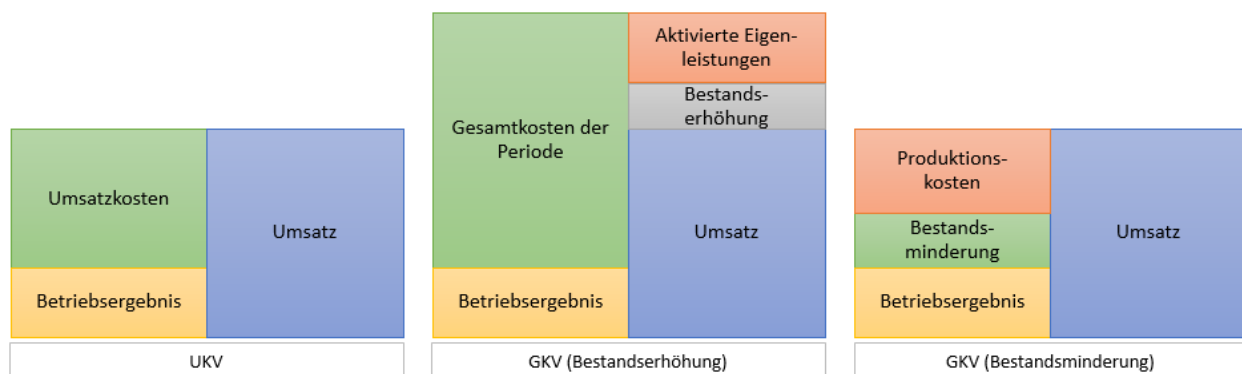 Umsatzkosten
Umsatz
Betriebsergebnis
UKV
Gesamtkosten der
Periode
Aktivierte Eigen-
leistungen
Bestands-
erhöhung
Umsatz
Betriebsergebnis
GKV (Bestandserhöhung)
Produktions-
kosten
Bestands-
minderung
Umsatz
Betriebsergebnis
GKV (Bestandsminderung)